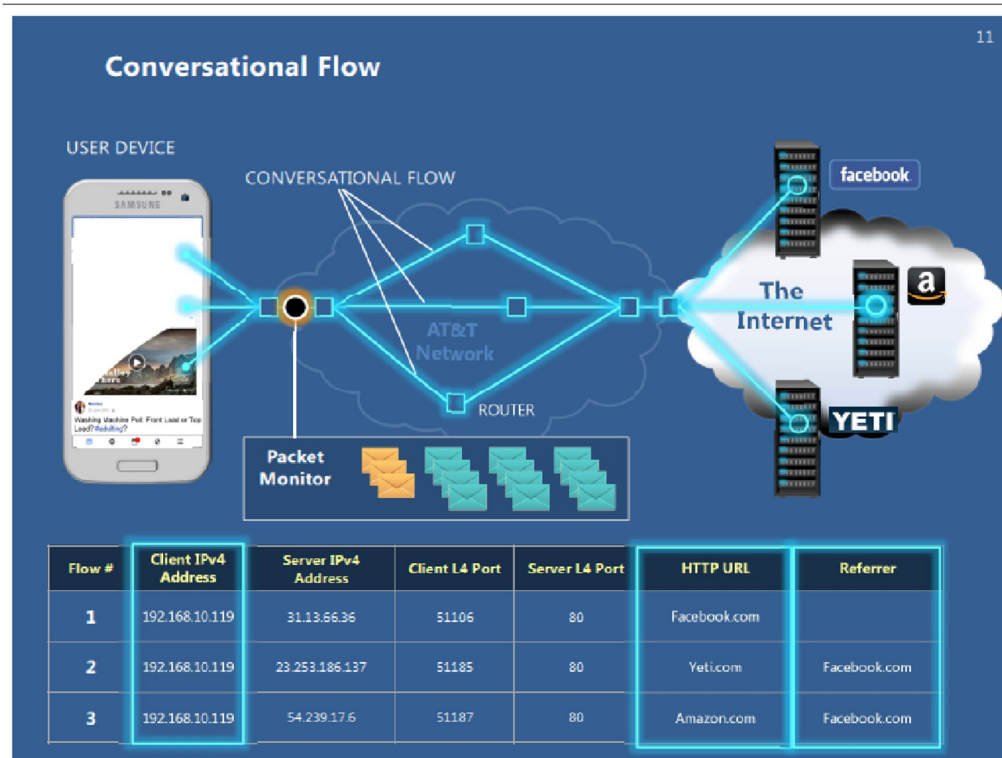 11
Conversational Flow
USER DEVICE
CONVERSATIONAL FLOW
SAMSUNG
facebook
a
The
Internet
AT&T
Network
ROUTER
YETI
Washing Machine Poll: Front Load or Top
Load? #adulting?
Packet
Monitor
Flow # Client IPv4 Address Server IPv4 Address Client L4 Port Server L4 Port HTTP URL Referrer
1 192.168.10.119 31.13.66.36 51106 80 Facebook.com
2 192.168.10.119 23.253.186.137 51185 80 Yeti.com Facebook.com
3 192.168.10.119 54.239.17.6 51187 80 Amazon.com Facebook.com